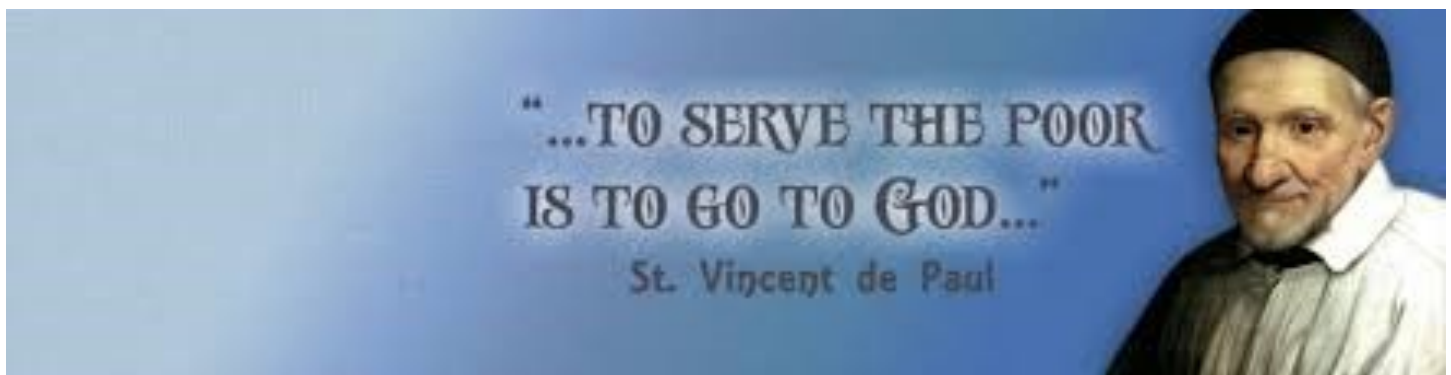 “...TO SERVE THE POOR
IS TO GO TO GOD...”
St. Vincent de Paul